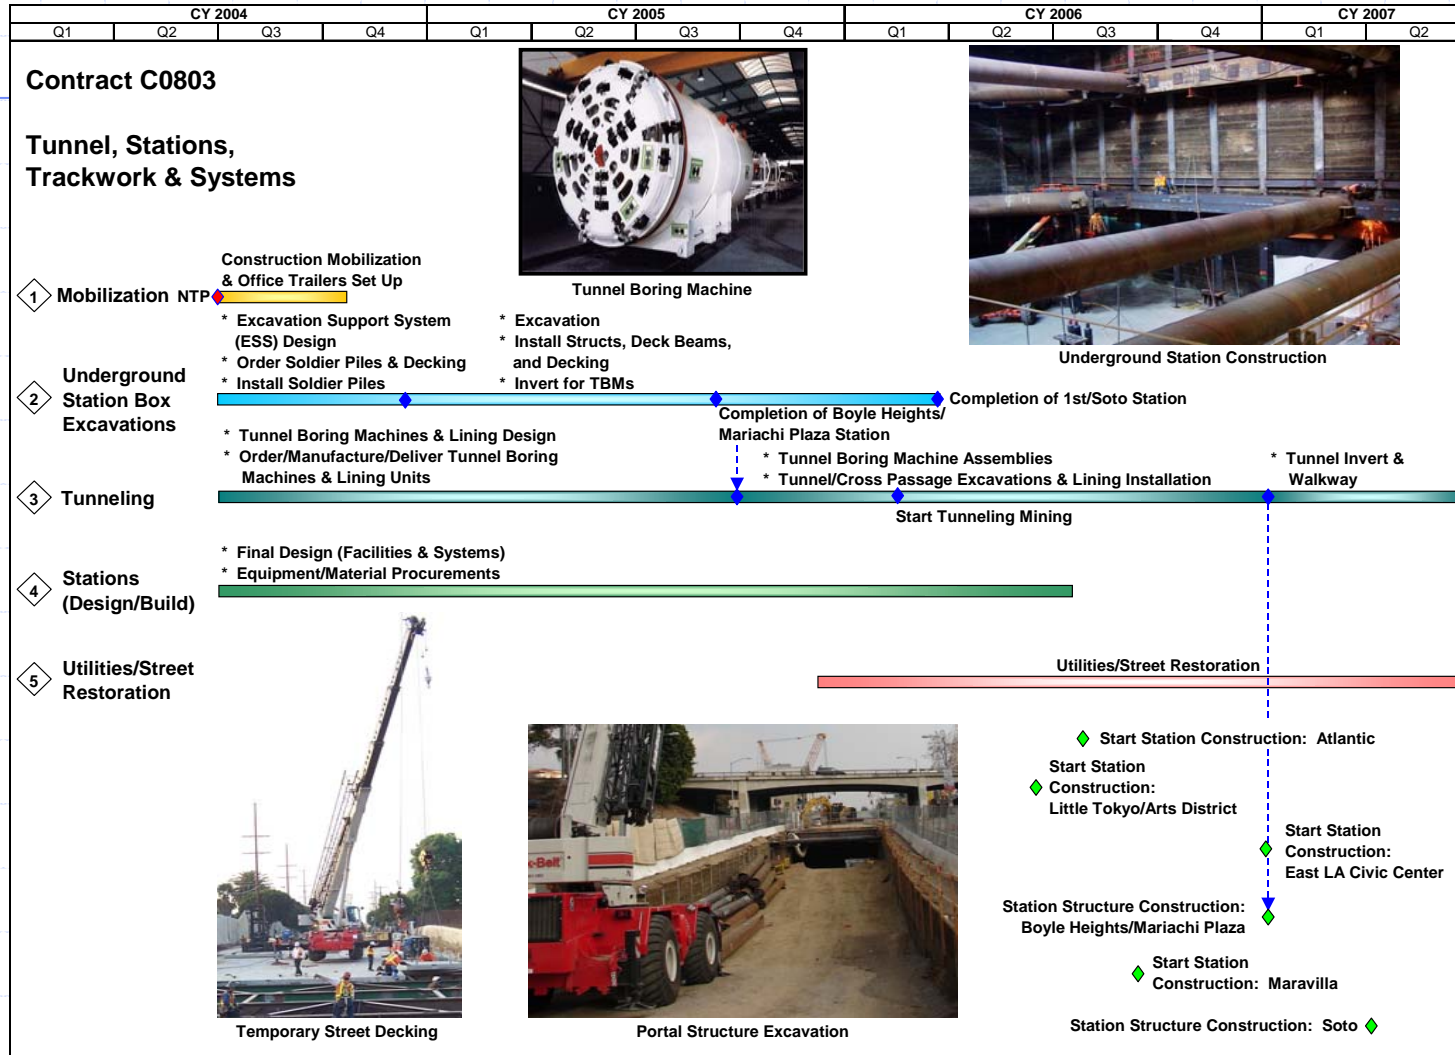 CY 2004 CY 2005 CY 2006 CY 2007
Q1 Q2 Q3 Q4 Q1 Q2 Q3 Q4 Q1 Q2 Q3 Q4 Q1 Q2
Contract C0803
Tunnel, Stations,
Trackwork & Systems
Tunnel Boring Machine
Underground Station Construction
Construction Mobilization
& Office Trailers Set Up
1 Mobilization NTP
* Excavation Support System
(ESS) Design
* Order Soldier Piles & Decking
* Install Soldier Piles
* Excavation
* Install Structs, Deck Beams,
and Decking
* Invert for TBMs
2 Underground
Station Box
Excavations
Completion of 1st/Soto Station
Completion of Boyle Heights/
Mariachi Plaza Station
* Tunnel Boring Machines & Lining Design
* Order/Manufacture/Deliver Tunnel Boring
Machines & Lining Units
* Tunnel Boring Machine Assemblies
* Tunnel/Cross Passage Excavations & Lining Installation
* Tunnel Invert &
Walkway
3 Tunneling
Start Tunneling Mining
* Final Design (Facilities & Systems)
* Equipment/Material Procurements
4 Stations
(Design/Build)
5 Utilities/Street
Restoration
Utilities/Street Restoration
Start Station Construction: Atlantic
Start Station
Construction:
Little Tokyo/Arts District
Start Station
Construction:
East LA Civic Center
Station Structure Construction:
Boyle Heights/Mariachi Plaza
Start Station
Construction: Maravilla
Station Structure Construction: Soto
-Belt
Temporary Street Decking
Portal Structure Excavation